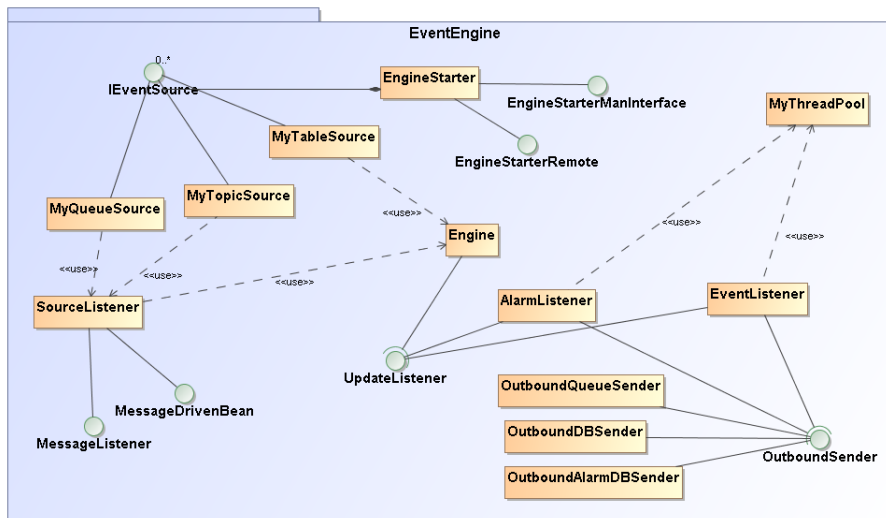 EventEngine
0..*
IEventSource
EngineStarter
EngineStarterManInterface
MyThreadPool
MyTableSource
EngineStarterRemote
MyQueueSource
MyTopicSource
<<use>>
Engine
<<use>>
<<use>>
<<use>>
<<use>>
<<use>>
<<use>>
SourceListener
AlarmListener
EventListener
UpdateListener
MessageDrivenBean
MessageListener
OutboundQueueSender
OutboundDBSender
OutboundSender
OutboundAlarmDBSender